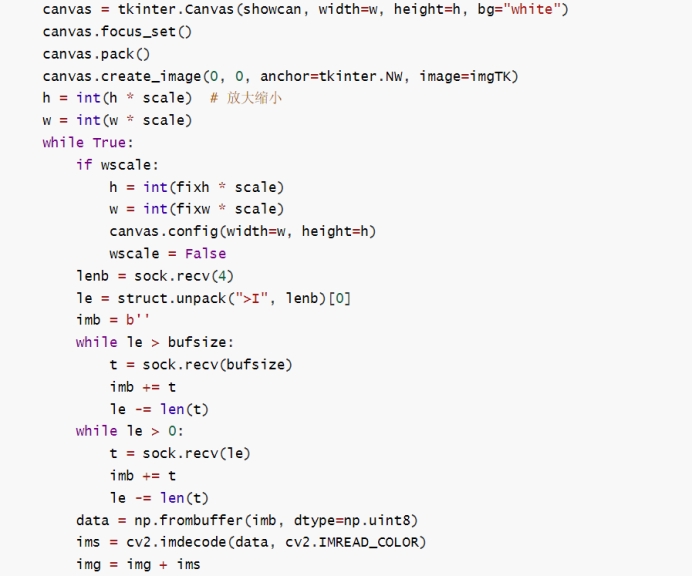 canvas = tkinter.Canvas(showcan, width=w, height=h, bg="white")
canvas.focus_set()
canvas.pack()
canvas.create_image(0, 0, anchor=tkinter.NW, image=imgTK)
h = int(h * scale)  # 放大缩小
w = int(w * scale)
while True:
    if wscale:
        h = int(fixh * scale)
        w = int(fixw * scale)
        canvas.config(width=w, height=h)
        wscale = False
    lenb = sock.recv(4)
    le = struct.unpack(">I", lenb)[0]
    imb = b''
    while le > bufsize:
        t = sock.recv(bufsize)
        imb += t
        le -= len(t)
    while le > 0:
        t = sock.recv(le)
        imb += t
        le -= len(t)
    data = np.frombuffer(imb, dtype=np.uint8)
    ims = cv2.imdecode(data, cv2.IMREAD_COLOR)
    img = img + ims